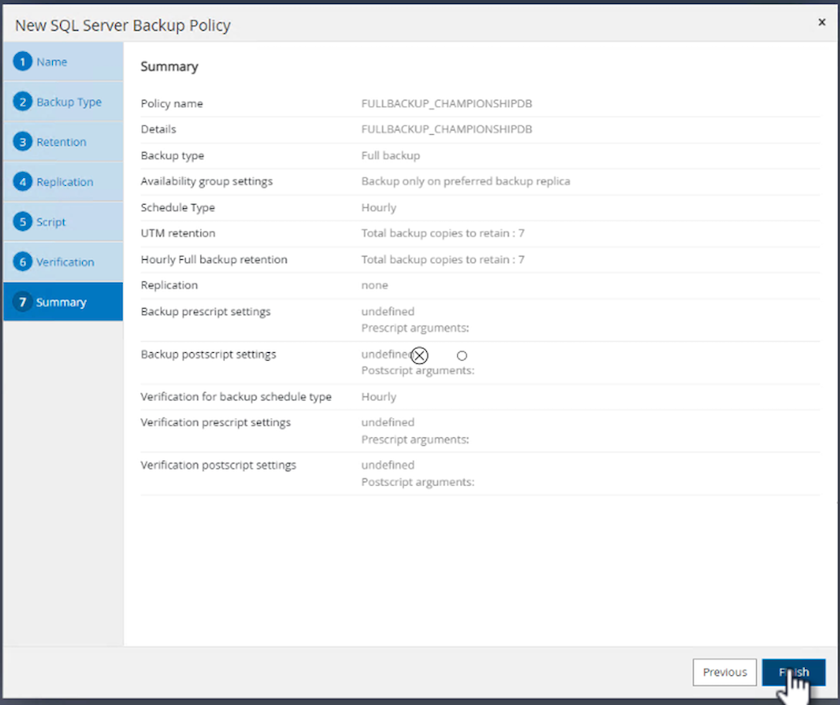 New SQL Server Backup Policy
×
1 Name
2 Backup Type
3 Retention
4 Replication
5 Script
6 Verification
7 Summary
Summary
Policy name FULLBACKUP_CHAMPIONSHIPDB
Details FULLBACKUP_CHAMPIONSHIPDB
Backup type Full backup
Availability group settings Backup only on preferred backup replica
Schedule Type Hourly
UTM retention Total backup copies to retain : 7
Hourly Full backup retention Total backup copies to retain : 7
Replication none
Backup prescript settings undefined
Prescript arguments:
Backup postscript settings undefined
Postscript arguments:
Verification for backup schedule type Hourly
Verification prescript settings undefined
Prescript arguments:
Verification postscript settings undefined
Postscript arguments:
Previous Finish